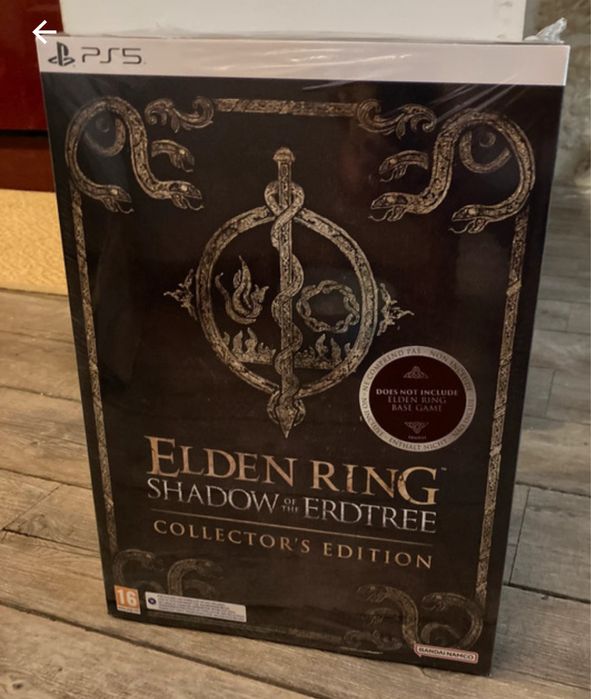 PS5
DOES NOT INCLUDE
ELDEN RING
BASE GAME
ELDEN RING
SHADOW OF THE ERDTREE
COLLECTOR'S EDITION
16
BANDAI NAMCO